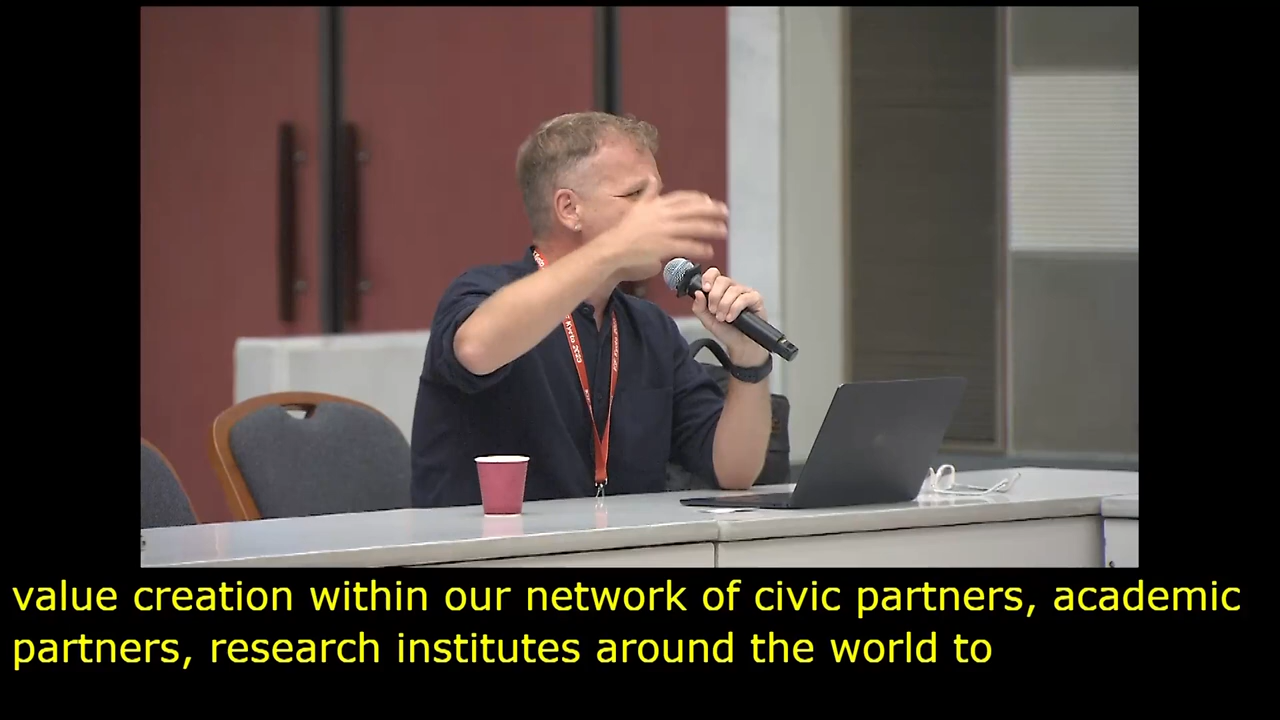 value creation within our network of civic partners, academic
partners, research institutes around the world to